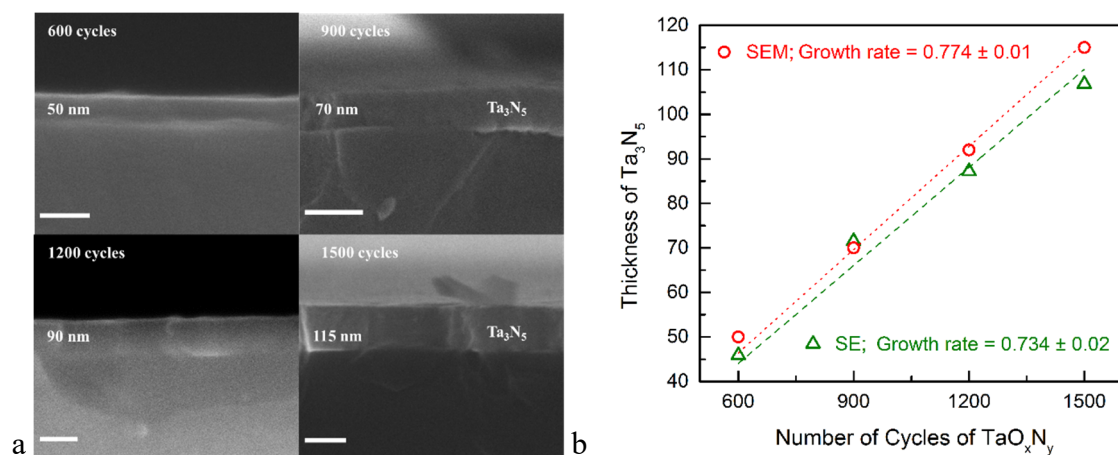 600 cycles
50 nm
900 cycles
70 nm
Ta₃N₅
1200 cycles
90 nm
1500 cycles
115 nm
Ta₃N₅
a
b
SEM; Growth rate = 0.774 ± 0.01
SE; Growth rate = 0.734 ± 0.02
Thickness of Ta₃N₅
120
110
100
90
80
70
60
50
40
600
900
1200
1500
Number of Cycles of TaOₓNᵧ